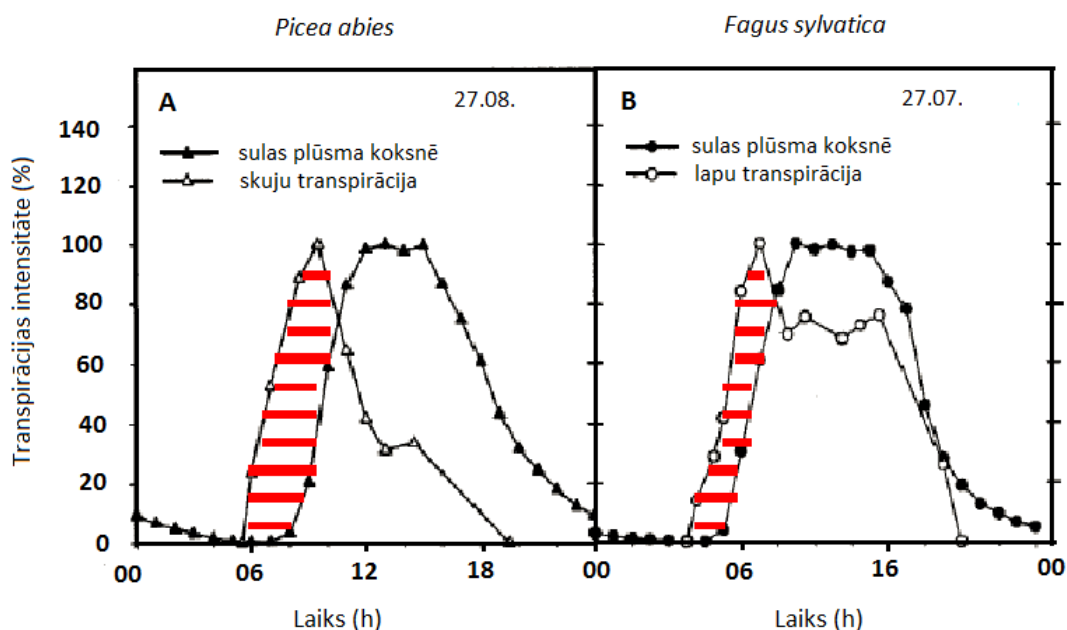 Picea abies
Fagus sylvatica
A
27.08.
B
27.07.
sulas plūsma koksnē
skuju transpirācija
sulas plūsma koksnē
lapu transpirācija
Transpirācijas intensitāte (%)
140
120
100
80
60
40
20
0
00
06
12
18
00
06
16
00
Laiks (h)
Laiks (h)